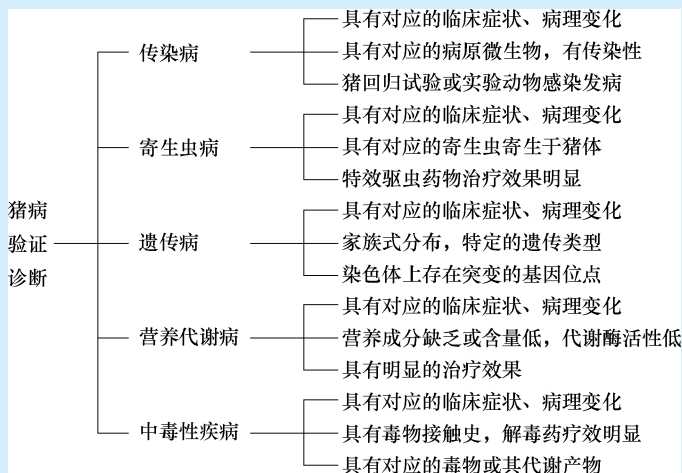 猪病
验证
诊断
传染病
具有对应的临床症状、病理变化
具有对应的病原微生物，有传染性
猪回归试验或实验动物感染发病
寄生虫病
具有对应的临床症状、病理变化
具有对应的寄生虫寄生于猪体
特效驱虫药物治疗效果明显
遗传病
具有对应的临床症状、病理变化
家族式分布，特定的遗传类型
染色体上存在突变的基因位点
营养代谢病
具有对应的临床症状、病理变化
营养成分缺乏或含量低，代谢酶活性低
具有明显的治疗效果
中毒性疾病
具有对应的临床症状、病理变化
具有毒物接触史，解毒药疗效明显
具有对应的毒物或其代谢产物